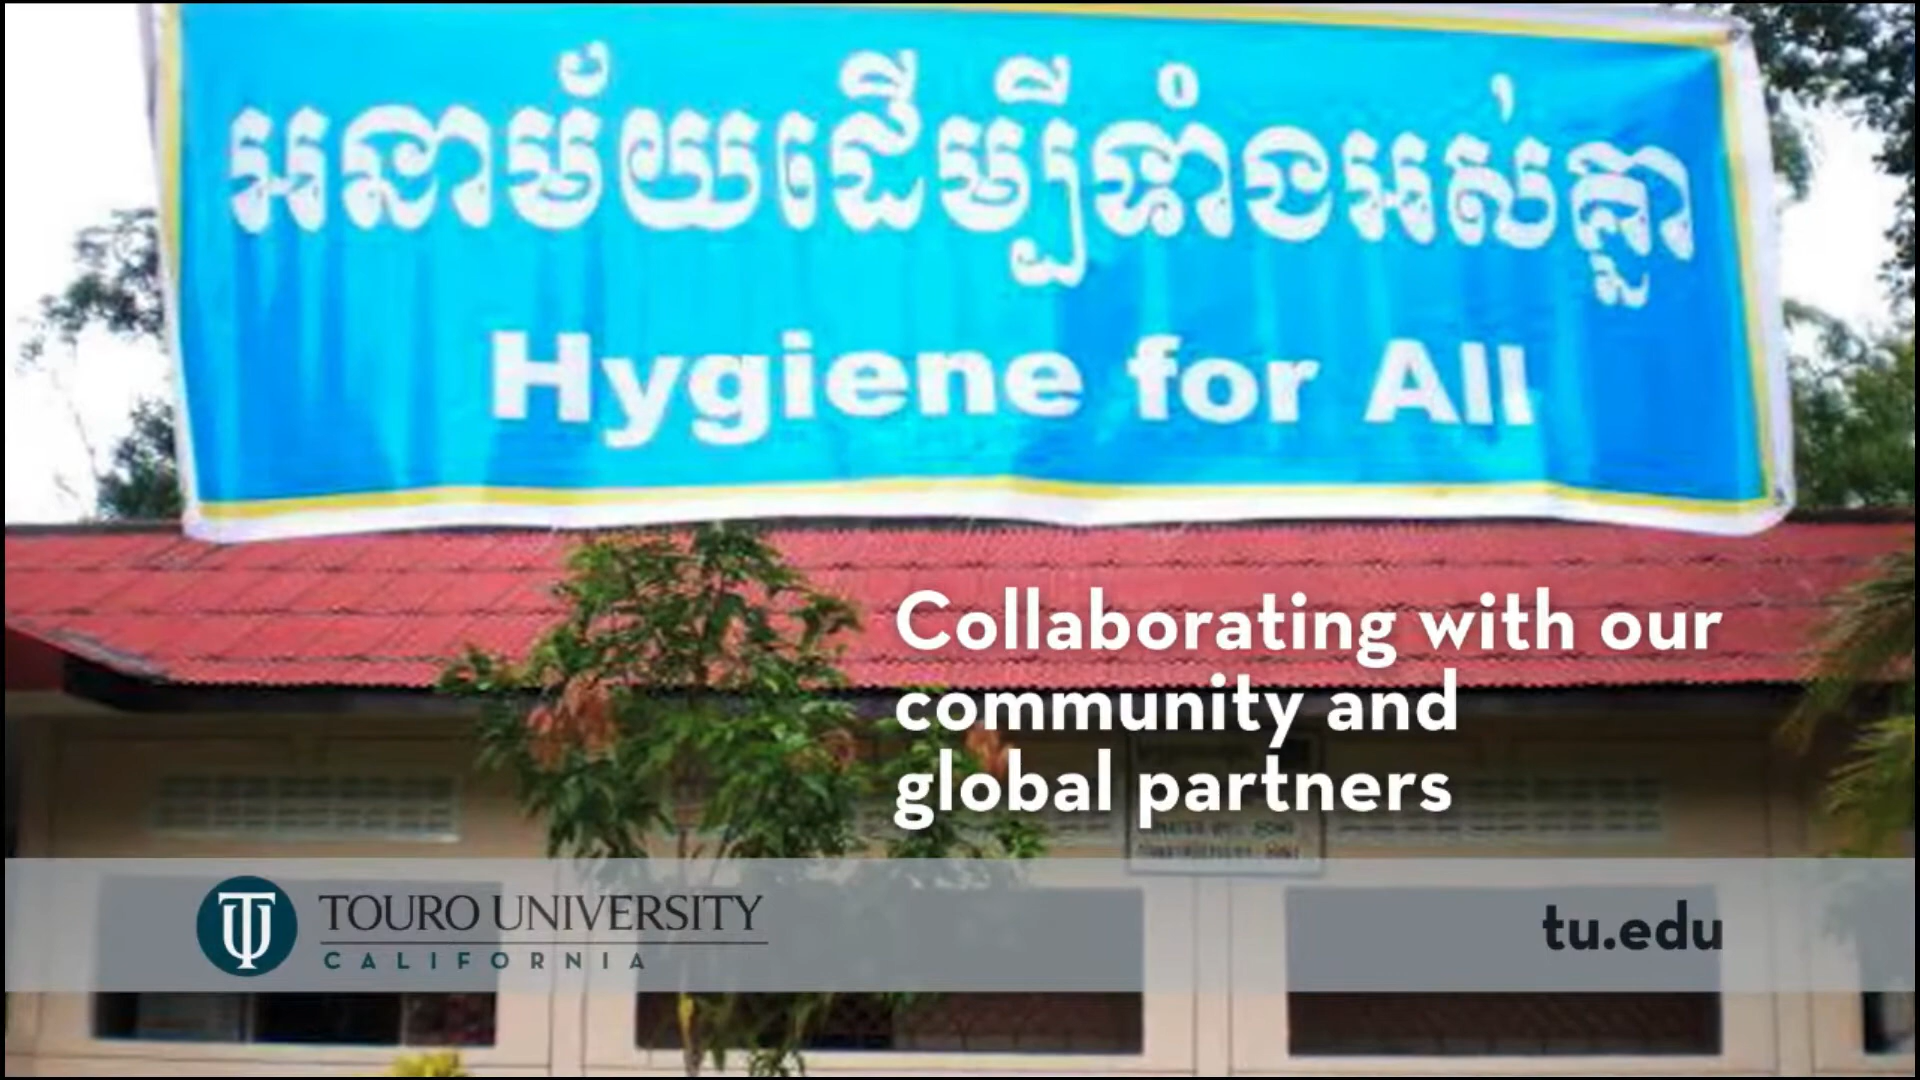 អនាម័យដើម្បីទាំងអស់គ្នា
Hygiene for All
Collaborating with our
community and
global partners
TOURO UNIVERSITY
CALIFORNIA
tu.edu